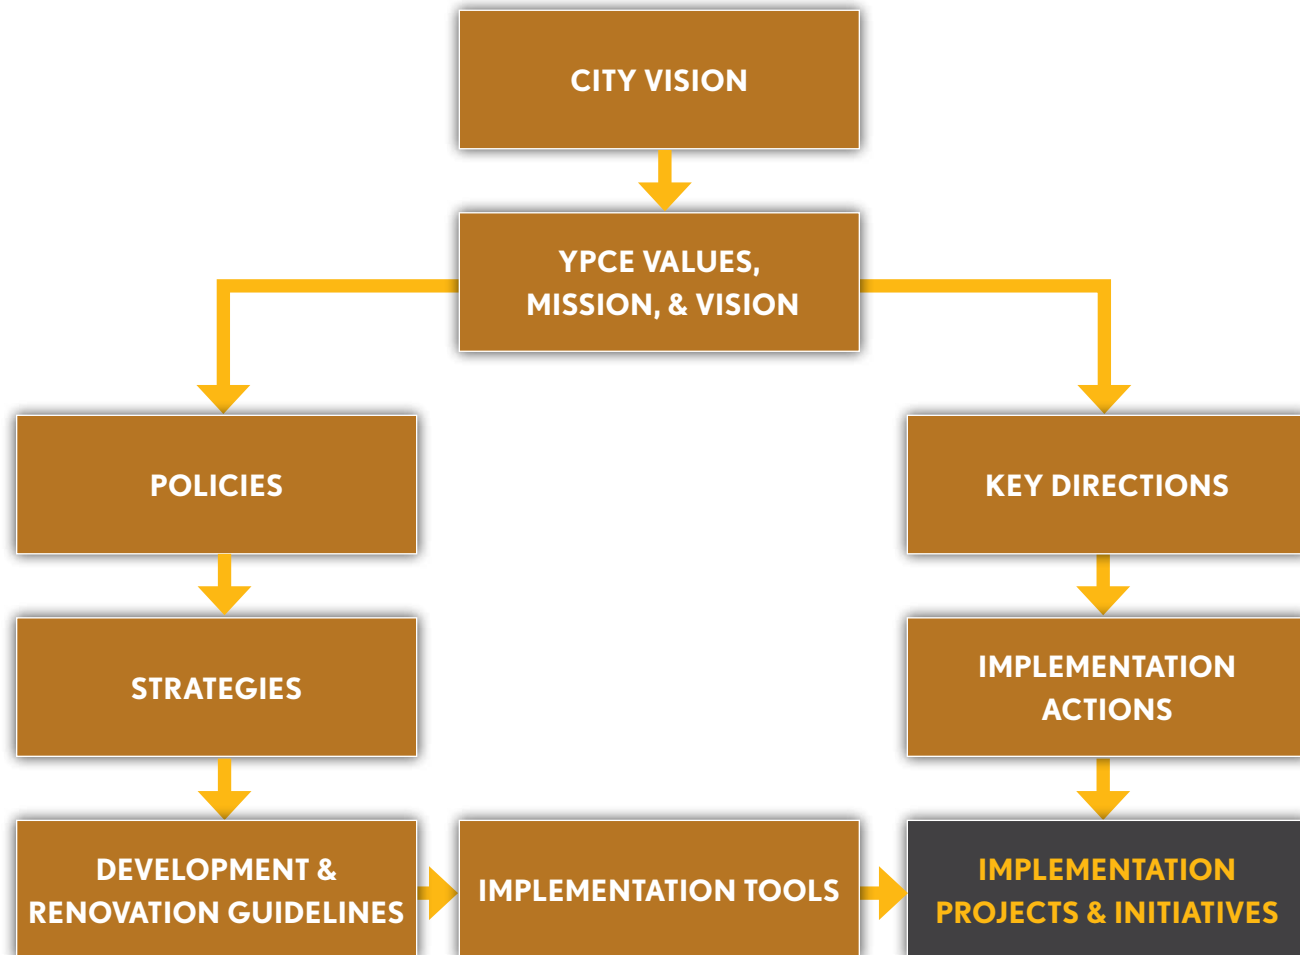 CITY VISION
YPCE VALUES,
MISSION, & VISION
POLICIES
KEY DIRECTIONS
STRATEGIES
IMPLEMENTATION
ACTIONS
DEVELOPMENT &
RENOVATION GUIDELINES
IMPLEMENTATION TOOLS
IMPLEMENTATION
PROJECTS & INITIATIVES